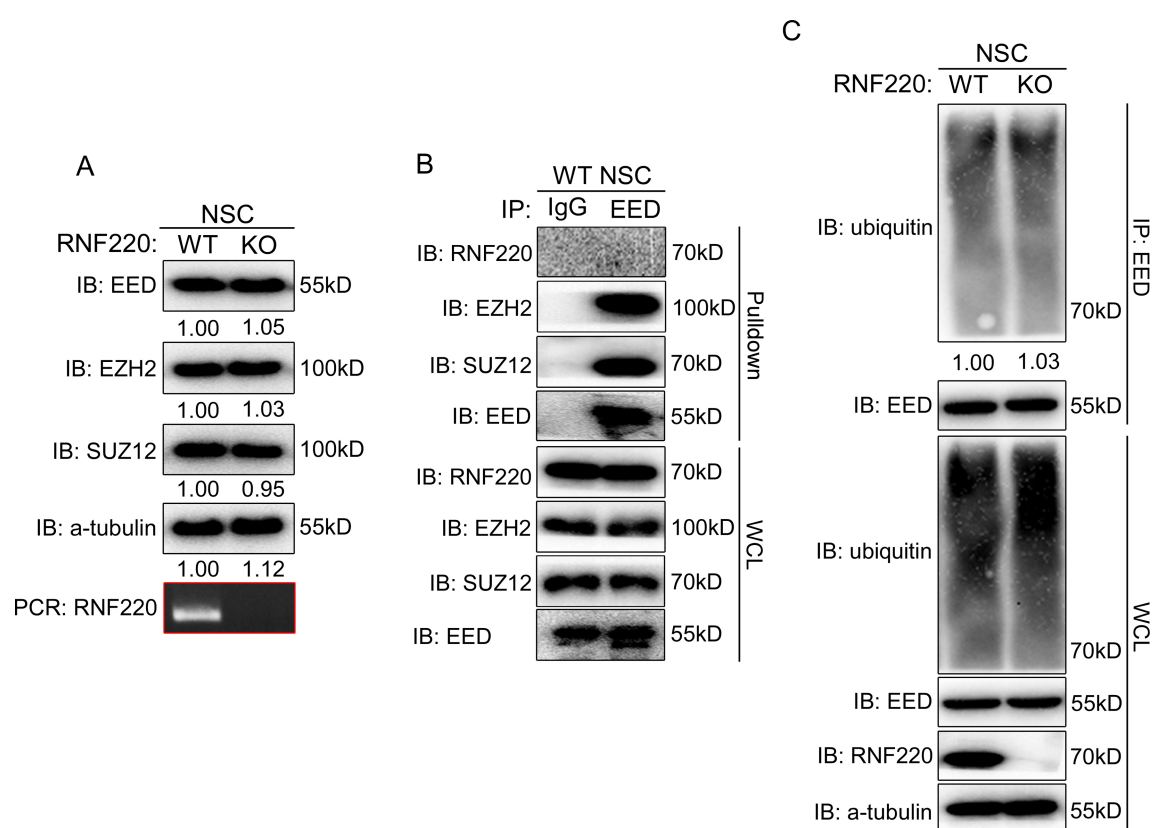 A
NSC
RNF220: WT KO
IB: EED 55kD
1.00 1.05
IB: EZH2 100kD
1.00 1.03
IB: SUZ12 100kD
1.00 0.95
IB: a-tubulin 55kD
1.00 1.12
PCR: RNF220
B
WT NSC
IP: IgG EED
IB: RNF220 70kD
IB: EZH2 100kD
IB: SUZ12 70kD
IB: EED 55kD
Pulldown
IB: RNF220 70kD
IB: EZH2 100kD
IB: SUZ12 70kD
IB: EED 55kD
WCL
C
NSC
RNF220: WT KO
IB: ubiquitin
70kD
1.00 1.03
IB: EED 55kD
IP: EED
IB: ubiquitin
70kD
IB: EED 55kD
IB: RNF220 70kD
IB: a-tubulin 55kD
WCL